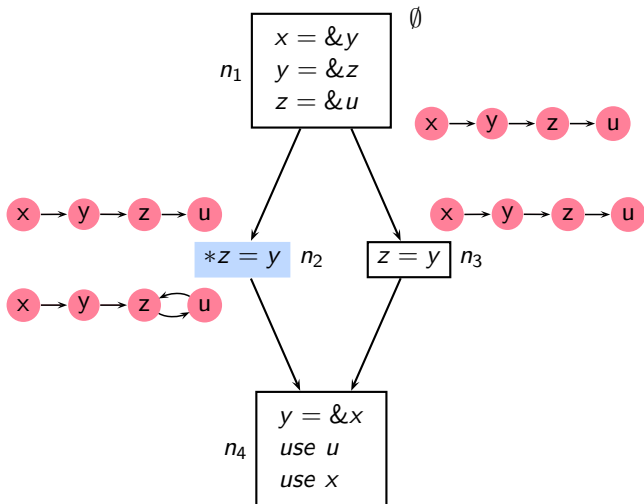 ∅
x = &y
n1
y = &z
z = &u
x y z u
x y z u
x y z u
*z = y
n2
z = y
n3
x y z u
y = &x
n4
use u
use x